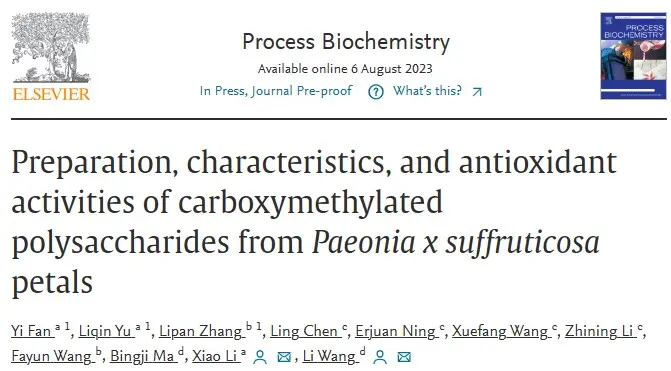 Process Biochemistry
Available online 6 August 2023
In Press, Journal Pre-proof ? What's this? ↗
ELSEVIER
PROCESS
BIOCHEMISTRY
Preparation, characteristics, and antioxidant
activities of carboxymethylated
polysaccharides from Paeonia x suffruticosa
petals
Yi Fan a 1, Liqin Yu a 1, Lipan Zhang b 1, Ling Chen c, Erjuan Ning c, Xuefang Wang c, Zhining Li c,
Fayun Wang b, Bingji Ma d, Xiao Li a, Li Wang d